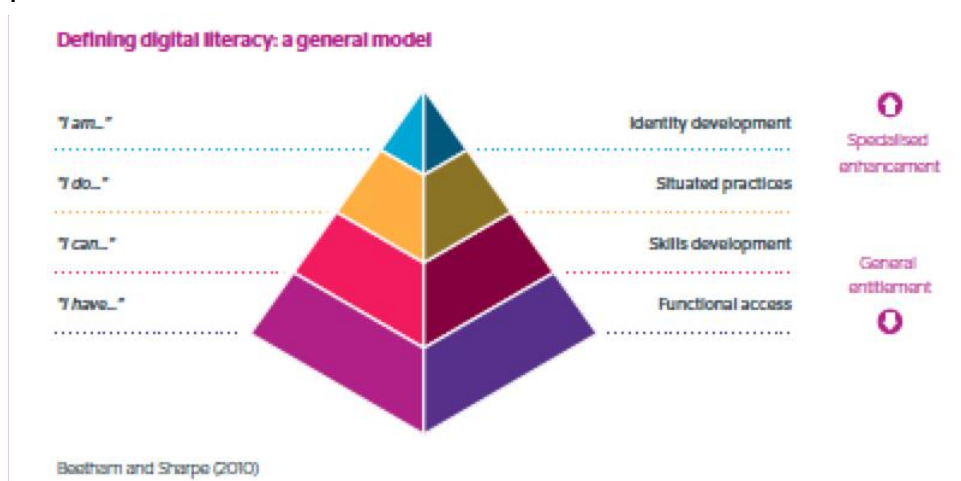 Defining digital literacy: a general model
"I am..." Identity development
"I do..." Situated practices
"I can..." Skills development
"I have..." Functional access
Specialised
enhancement
General
entitlement
Beetham and Sharpe (2010)